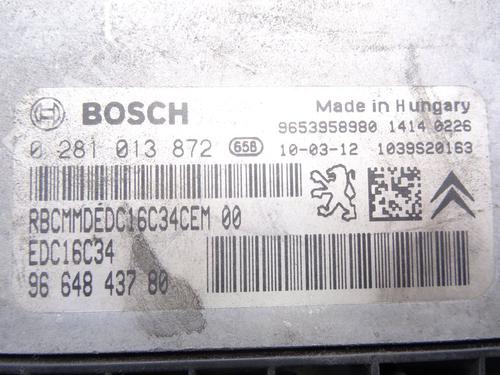 BOSCH
Made in Hungary
9653958980 1414 0226
0 281 013 872 658 10-03-12 1039S20163
RBCMMDEDC16C34CEM 00
EDC16C34
96 648 437 80